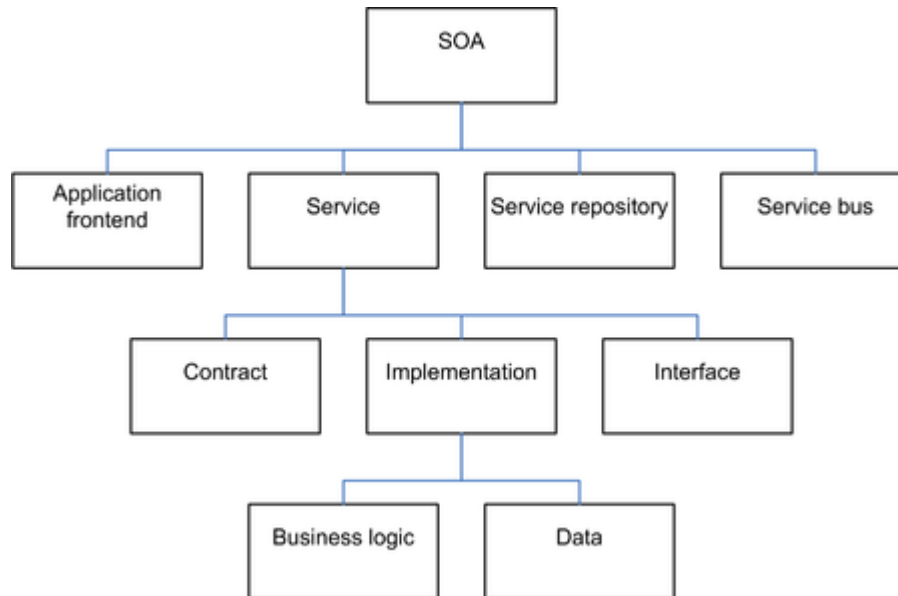 SOA
Application
frontend
Service
Service repository
Service bus
Contract
Implementation
Interface
Business logic
Data